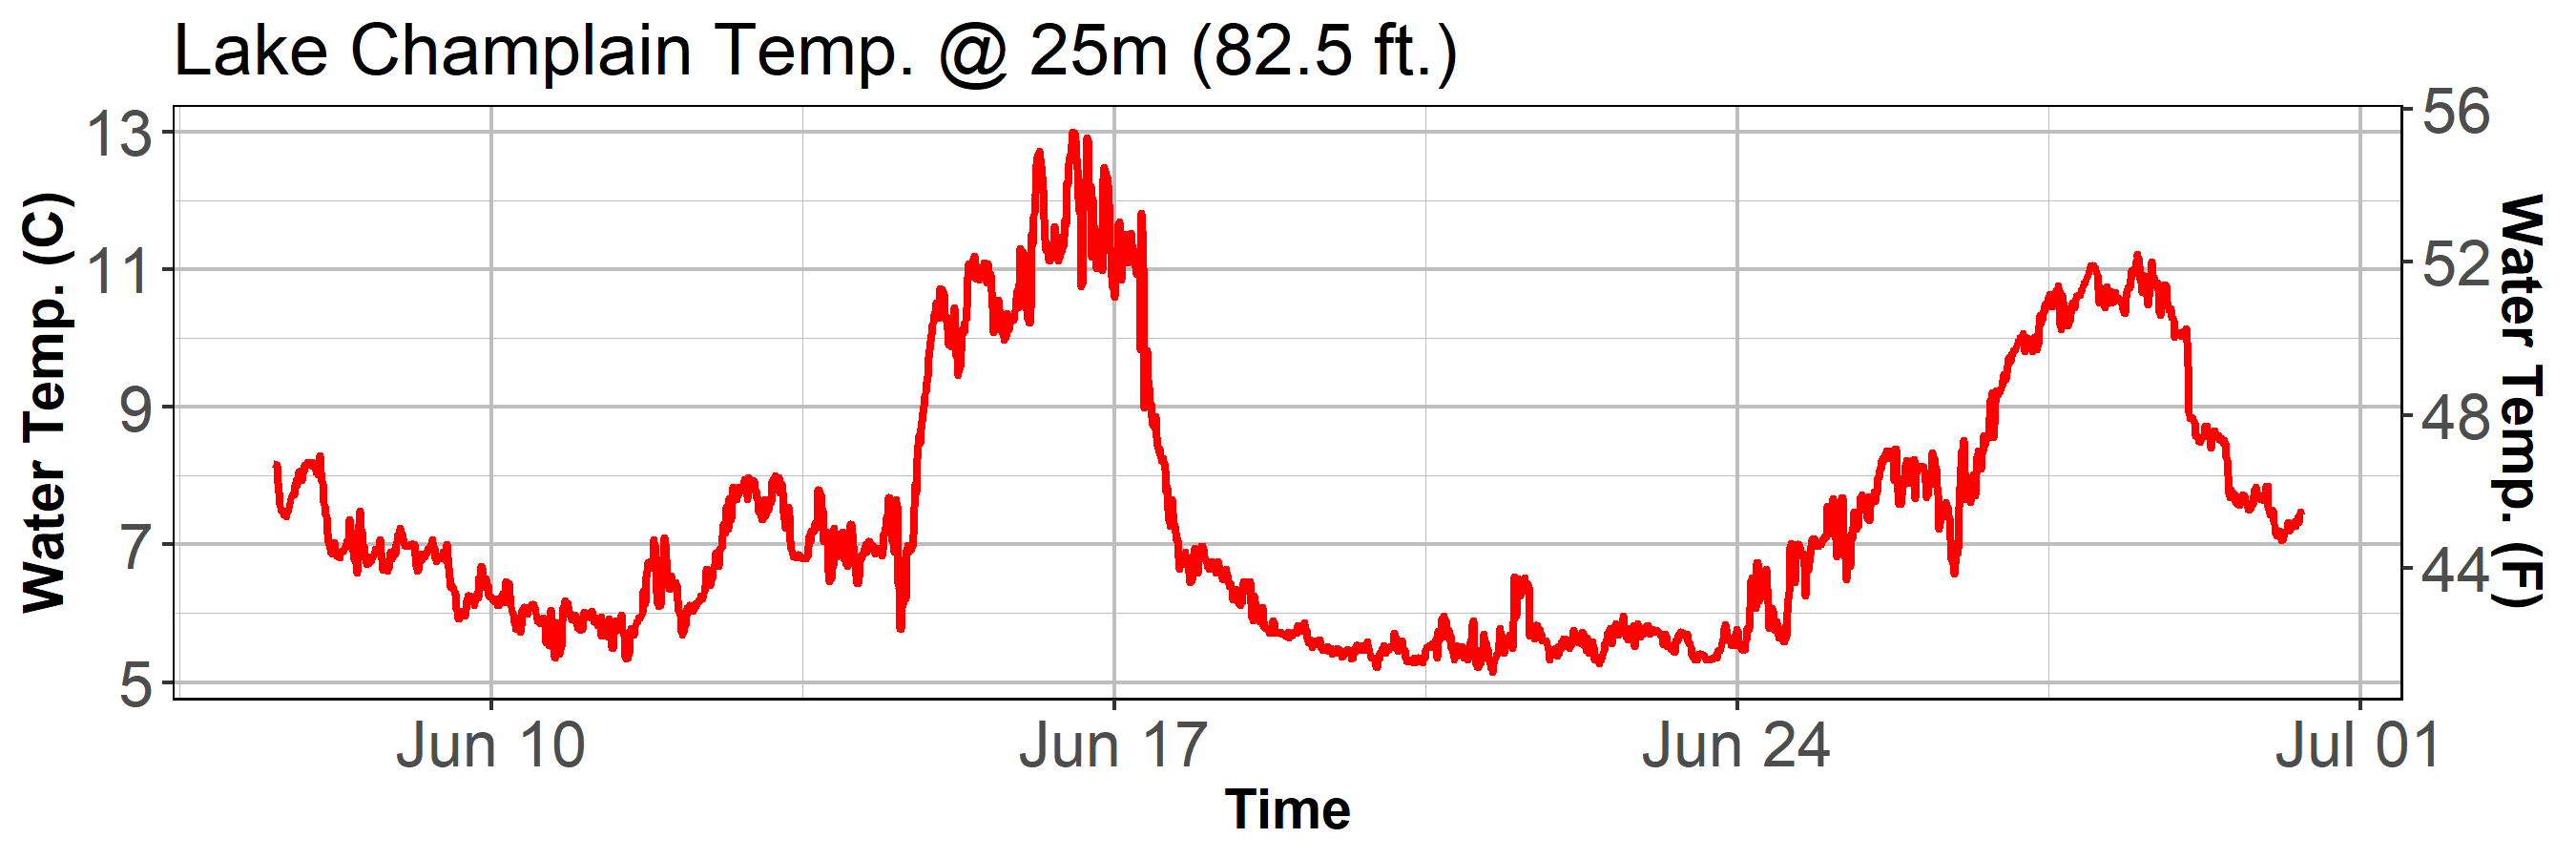 Lake Champlain Temp. @ 25m (82.5 ft.)
Water Temp. (C)
13
11
9
7
5
56
52
48
44
Water Temp. (F)
Jun 10 Jun 17 Jun 24 Jul 01
Time